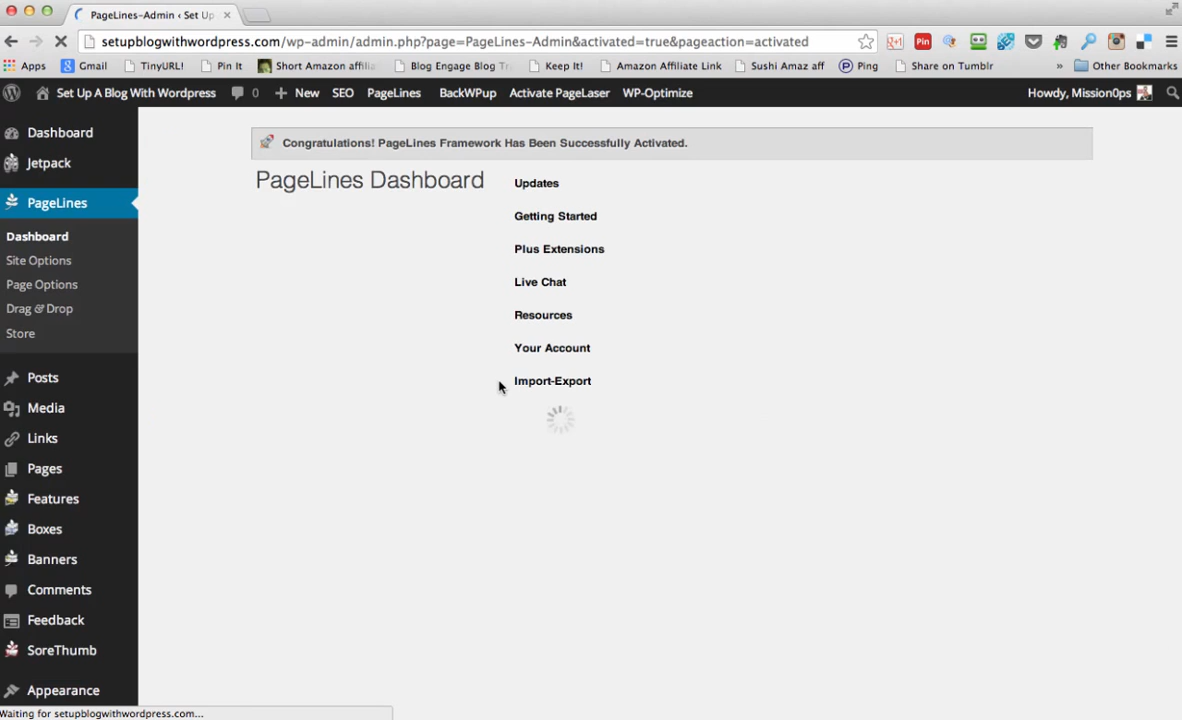 PageLines-Admin ‹ Set Up
setupblogwithwordpress.com/wp-admin/admin.php?page=PageLines-Admin&activated=true&pageaction=activated
Apps Gmail TinyURL! Pin It Short Amazon affilia Blog Engage Blog Tr Keep It! Amazon Affiliate Link Sushi Amaz aff Ping Share on Tumblr » Other Bookmarks
Set Up A Blog With Wordpress 0 New SEO PageLines BackWPup Activate PageLaser WP-Optimize Howdy, Mission0ps
Dashboard
Jetpack
PageLines
Dashboard
Site Options
Page Options
Drag & Drop
Store
Posts
Media
Links
Pages
Features
Boxes
Banners
Comments
Feedback
SoreThumb
Appearance
Congratulations! PageLines Framework Has Been Successfully Activated.
PageLines Dashboard
Updates
Getting Started
Plus Extensions
Live Chat
Resources
Your Account
Import-Export
Waiting for setupblogwithwordpress.com...